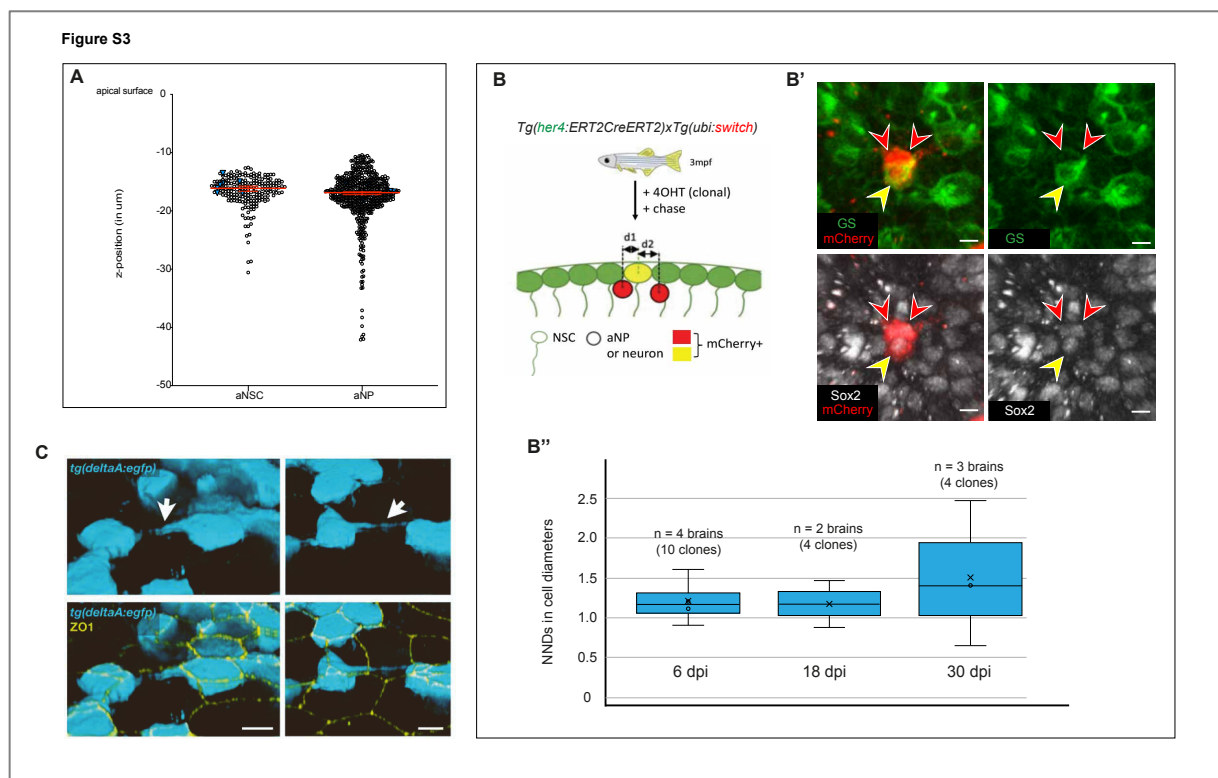 Figure S3
A
apical surface
0
-10
-20
-30
-40
-50
z-position (in um)
aNSC
aNP
B
Tg(her4:ERT2CreERT2)xTg(ubi:switch)
3mpf
+ 4OHT (clonal)
+ chase
d1
d2
NSC
aNP
or neuron
mCherry+
B'
GS
mCherry
GS
Sox2
mCherry
Sox2
B''
n = 3 brains
(4 clones)
n = 4 brains
(10 clones)
n = 2 brains
(4 clones)
2.5
2.0
1.5
1.0
0.5
0
NNDs in cell diameters
6 dpi
18 dpi
30 dpi
C
tg(deltaA:egfp)
tg(deltaA:egfp)
ZO1